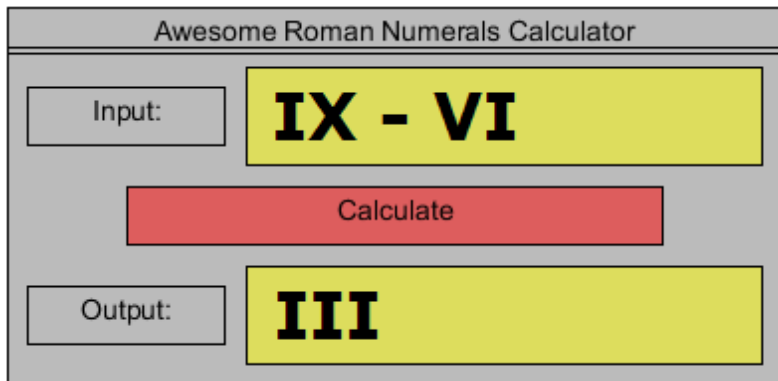 Awesome Roman Numerals Calculator
Input: IX - VI
Calculate
Output: III